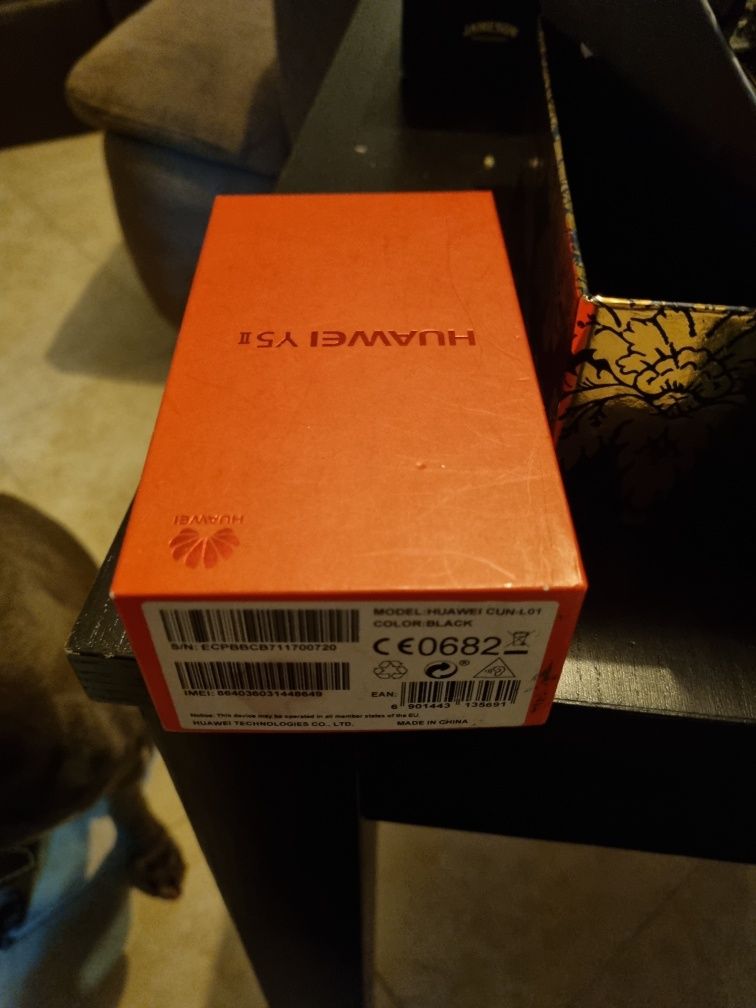 JAMESON
HUAWEI Y5II
HUAWEI
S/N: ECPBBCB711700720
IMEI: 864036031448649
MODEL:HUAWEI CUN-L01
COLOR:BLACK
CE0682
EAN:
6 901443 135691
Notice: This device may be operated in all member states of the EU.
HUAWEI TECHNOLOGIES CO., LTD.
MADE IN CHINA